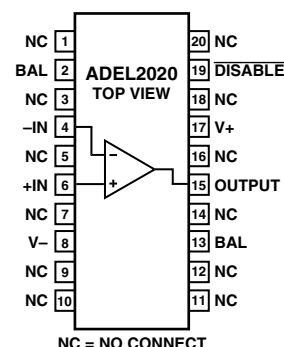 ADEL2020
TOP VIEW
NC 1
BAL 2
NC 3
–IN 4
NC 5
+IN 6
NC 7
V– 8
NC 9
NC 10
20 NC
19 DISABLE
18 NC
17 V+
16 NC
15 OUTPUT
14 NC
13 BAL
12 NC
11 NC
–
+
NC = NO CONNECT